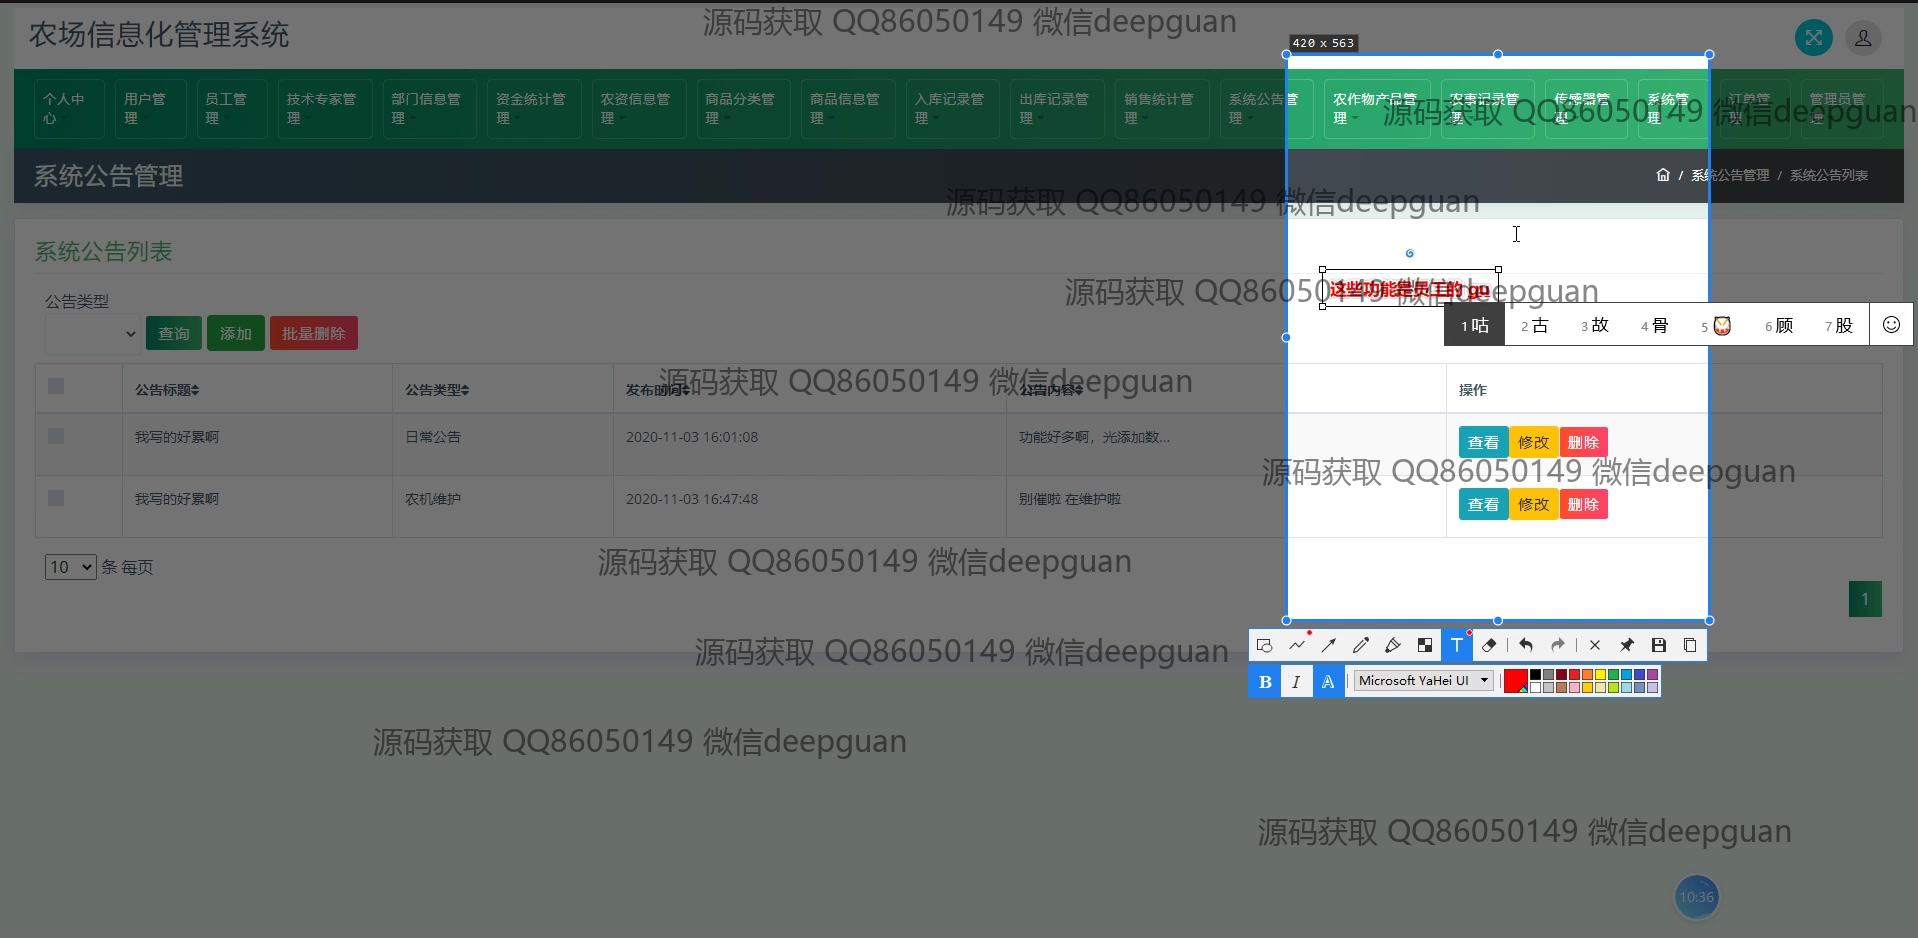 农场信息化管理系统
源码获取 QQ86050149 微信deepguan
420 x 563
个人中心
用户管理
员工管理
技术专家管理
部门信息管理
资金统计管理
农资信息管理
商品分类管理
商品信息管理
入库记录管理
出库记录管理
销售统计管理
系统公告管理
农作物产品管理
农事记录管理
传感器管理
系统管理
订单管理
管理员管理
源码获取 QQ86050149 微信deepguan
系统公告管理
/ 系统公告管理 / 系统公告列表
源码获取 QQ86050149 微信deepguan
系统公告列表
这些功能是员工的 gu
源码获取 QQ86050149 微信deepguan
公告类型
1 咕 2 古 3 故 4 骨 5 6 顾 7 股
查询 添加 批量删除
源码获取 QQ86050149 微信deepguan
公告标题 公告类型 发布时间 公告内容 操作
我写的好累啊 日常公告 2020-11-03 16:01:08 功能好多啊，光添加数... 查看 修改 删除
源码获取 QQ86050149 微信deepguan
我写的好累啊 农机维护 2020-11-03 16:47:48 别催啦 在维护啦 查看 修改 删除
源码获取 QQ86050149 微信deepguan
10 条 每页
1
源码获取 QQ86050149 微信deepguan
T
B I A Microsoft YaHei UI
源码获取 QQ86050149 微信deepguan
源码获取 QQ86050149 微信deepguan
10:36